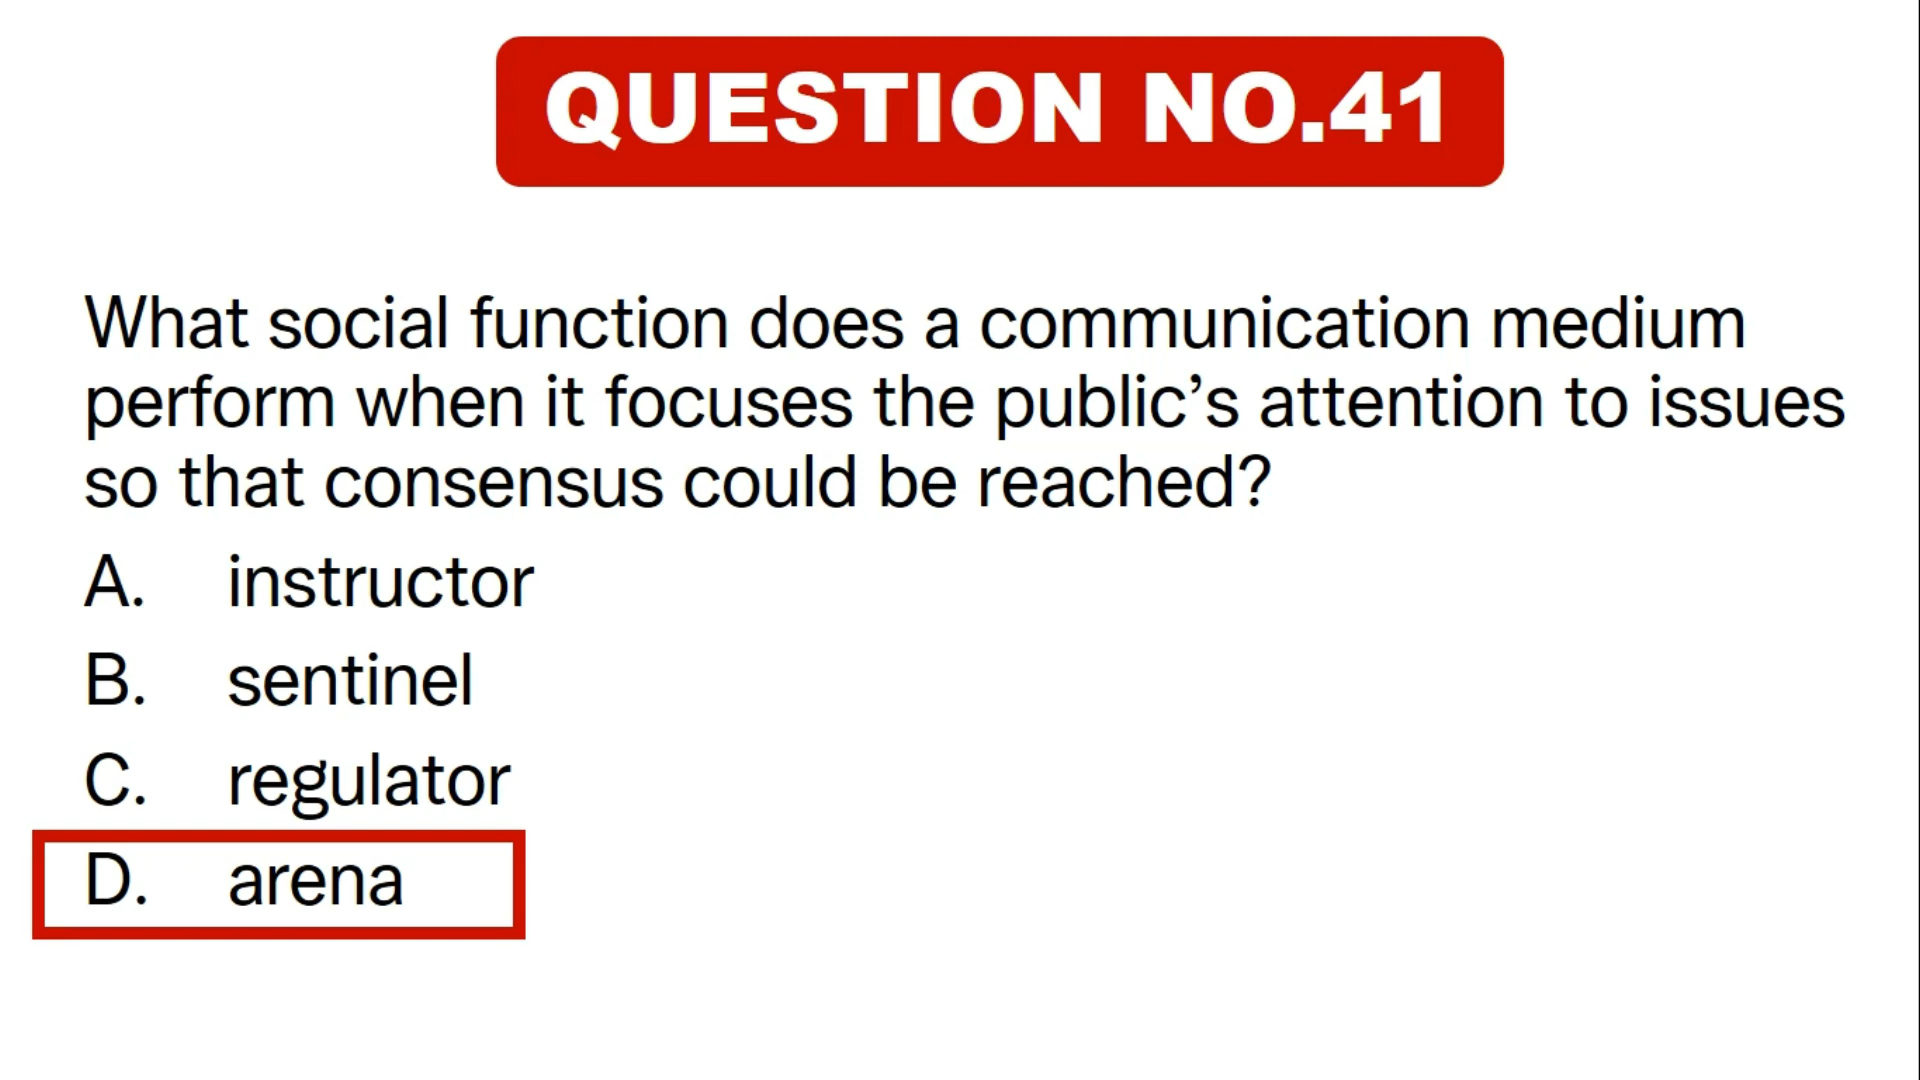 QUESTION NO.41
What social function does a communication medium
perform when it focuses the public’s attention to issues
so that consensus could be reached?
A. instructor
B. sentinel
C. regulator
D. arena